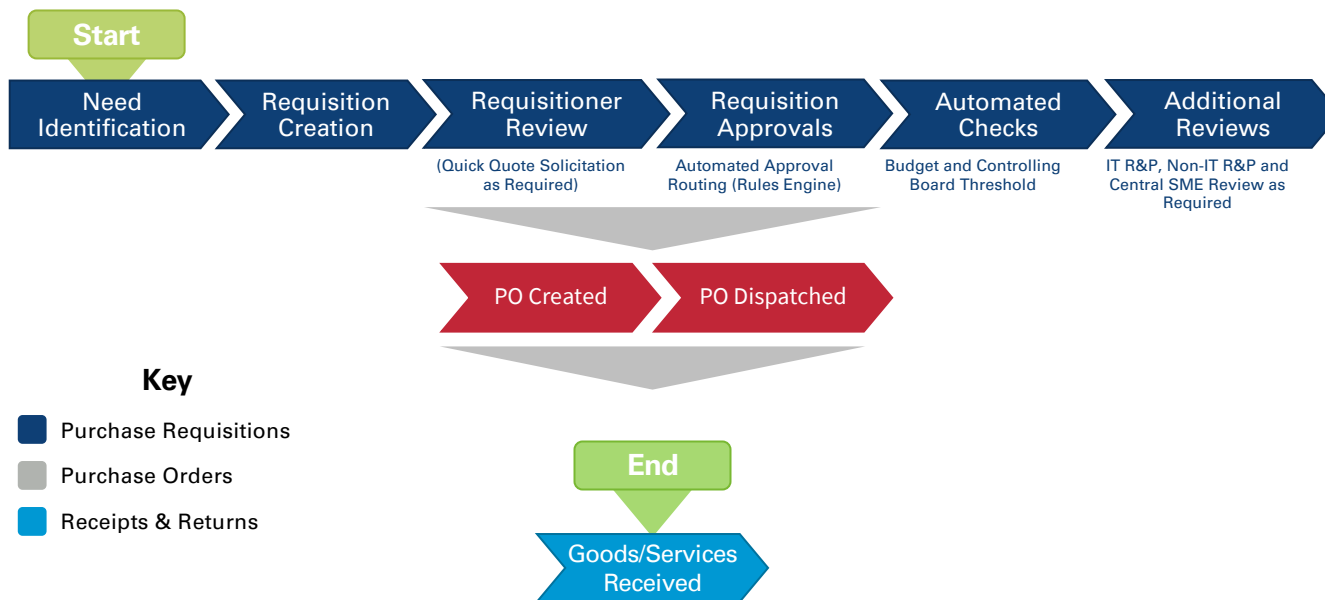 Start
Need
Identification
Requisition
Creation
Requisitioner
Review
Requisition
Approvals
Automated
Checks
Additional
Reviews
(Quick Quote Solicitation
as Required)
Automated Approval
Routing (Rules Engine)
Budget and Controlling
Board Threshold
IT R&P, Non-IT R&P and
Central SME Review as
Required
PO Created
PO Dispatched
Key
Purchase Requisitions
Purchase Orders
Receipts & Returns
End
Goods/Services
Received